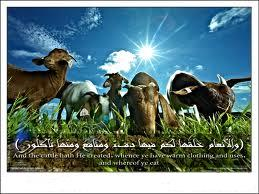 (والأنعام خلقها لكم فيها دفء ومنافع ومنها تأكلون)
And the cattle hath He created, whence ye have warm clothing and uses,
and whereof ye eat